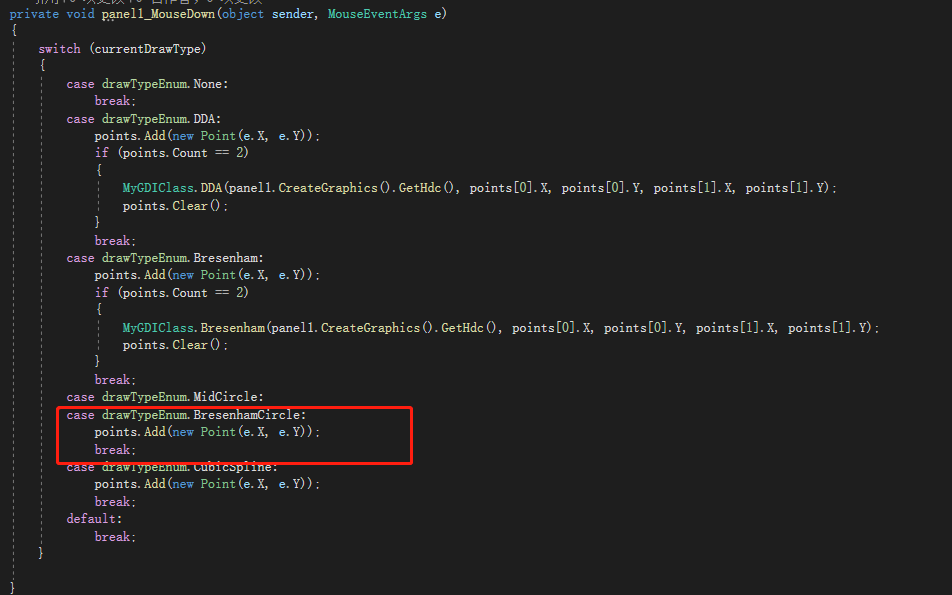 private void panel1_MouseDown(object sender, MouseEventArgs e)
{
switch (currentDrawType)
{
case drawTypeEnum.None:
break;
case drawTypeEnum.DDA:
points.Add(new Point(e.X, e.Y));
if (points.Count == 2)
{
MyGDIClass.DDA(panel1.CreateGraphics().GetHdc(), points[0].X, points[0].Y, points[1].X, points[1].Y);
points.Clear();
}
break;
case drawTypeEnum.Bresenham:
points.Add(new Point(e.X, e.Y));
if (points.Count == 2)
{
MyGDIClass.Bresenham(panel1.CreateGraphics().GetHdc(), points[0].X, points[0].Y, points[1].X, points[1].Y);
points.Clear();
}
break;
case drawTypeEnum.MidCircle:
case drawTypeEnum.BresenhamCircle:
points.Add(new Point(e.X, e.Y));
break;
case drawTypeEnum.CubicSpline:
points.Add(new Point(e.X, e.Y));
break;
default:
break;
}
}